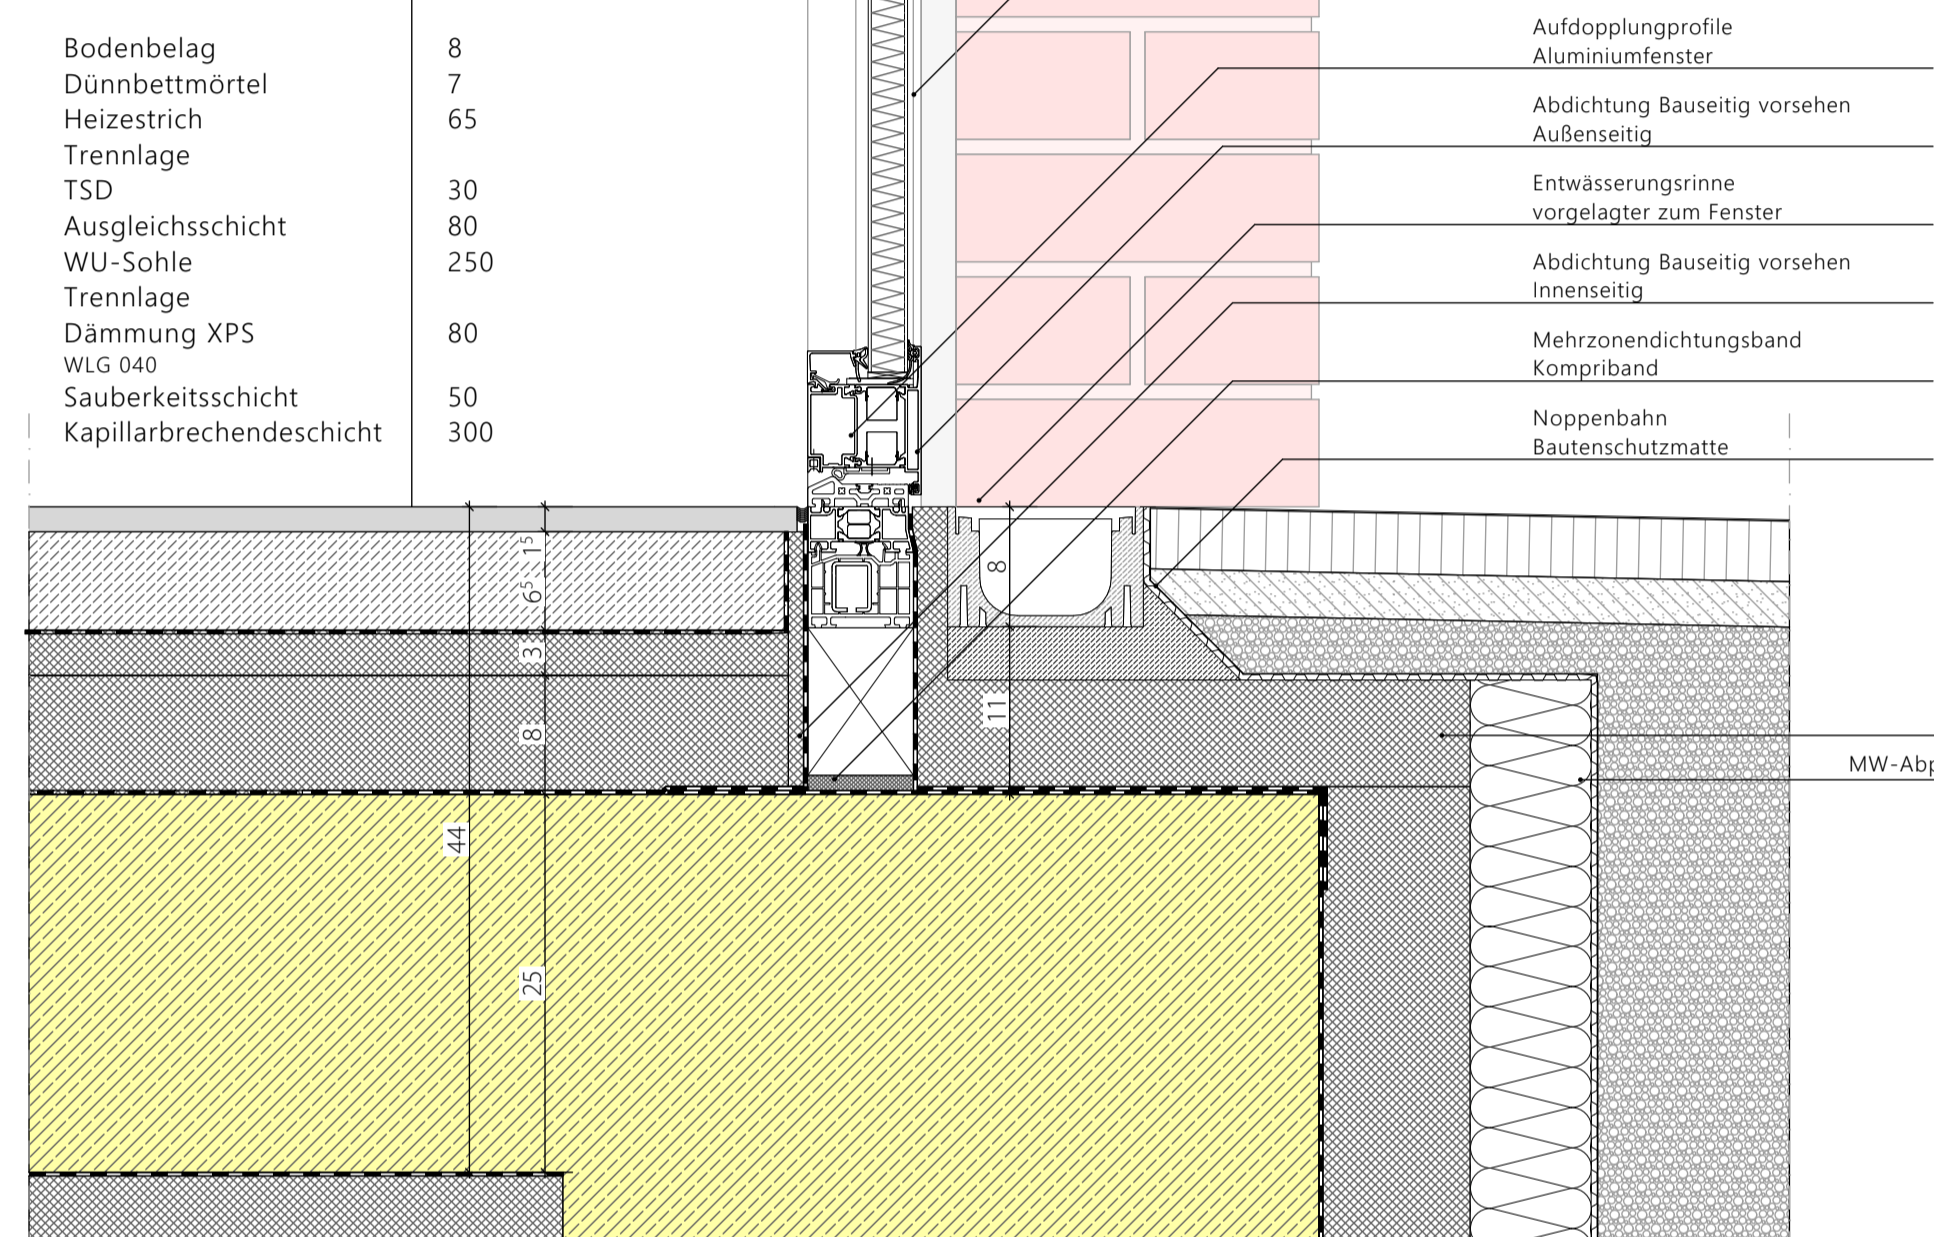 Bodenbelag 8
Dünnbettmörtel 7
Heizestrich 65
Trennlage
TSD 30
Ausgleichsschicht 80
WU-Sohle 250
Trennlage
Dämmung XPS 80
WLG 040
Sauberkeitsschicht 50
Kapillarbrechendeschicht 300
Aufdopplungprofile
Aluminiumfenster
Abdichtung Bauseitig vorsehen
Außenseitig
Entwässerungsrinne
vorgelagter zum Fenster
Abdichtung Bauseitig vorsehen
Innenseitig
Mehrzonendichtungsband
Kompriband
Noppenbahn
Bautenschutzmatte
MW-Abp
1⁵
6⁵
3
8
44
25
8
11